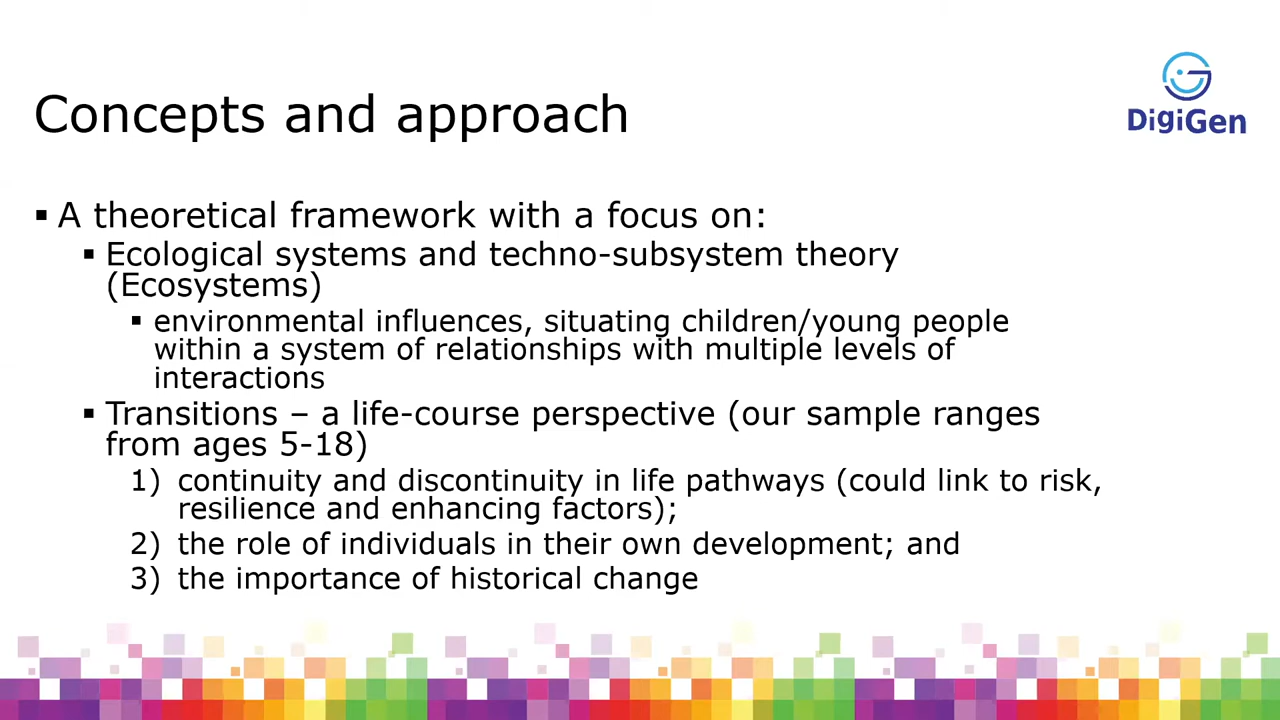 Concepts and approach
DigiGen
▪ A theoretical framework with a focus on:
▪ Ecological systems and techno-subsystem theory
(Ecosystems)
▪ environmental influences, situating children/young people
within a system of relationships with multiple levels of
interactions
▪ Transitions – a life-course perspective (our sample ranges
from ages 5-18)
1) continuity and discontinuity in life pathways (could link to risk,
resilience and enhancing factors);
2) the role of individuals in their own development; and
3) the importance of historical change